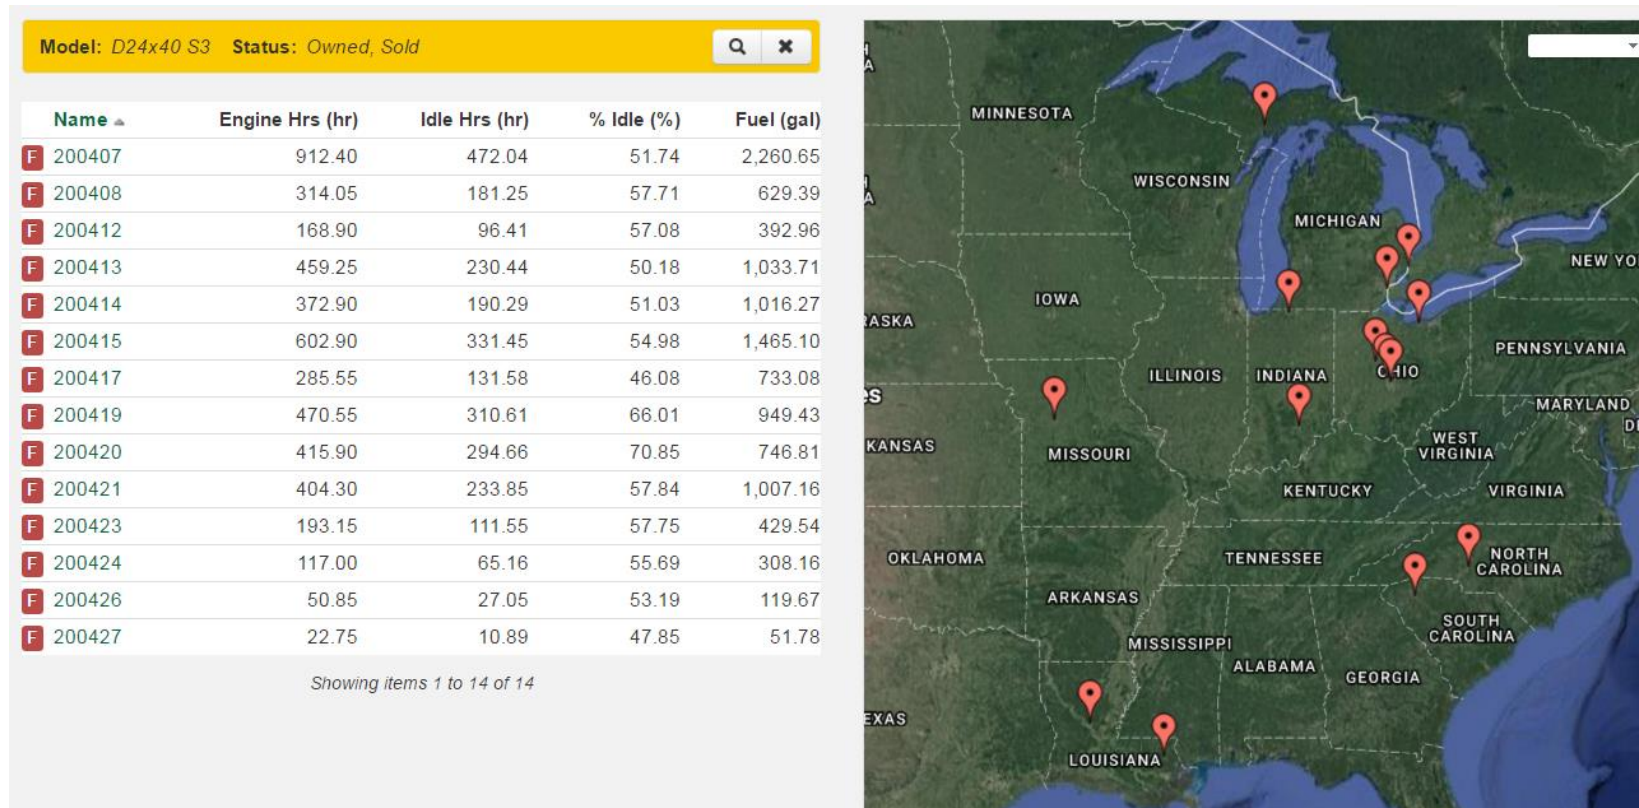 Model: D24x40 S3 Status: Owned, Sold
Name Engine Hrs (hr) Idle Hrs (hr) % Idle (%) Fuel (gal)
F 200407 912.40 472.04 51.74 2,260.65
F 200408 314.05 181.25 57.71 629.39
F 200412 168.90 96.41 57.08 392.96
F 200413 459.25 230.44 50.18 1,033.71
F 200414 372.90 190.29 51.03 1,016.27
F 200415 602.90 331.45 54.98 1,465.10
F 200417 285.55 131.58 46.08 733.08
F 200419 470.55 310.61 66.01 949.43
F 200420 415.90 294.66 70.85 746.81
F 200421 404.30 233.85 57.84 1,007.16
F 200423 193.15 111.55 57.75 429.54
F 200424 117.00 65.16 55.69 308.16
F 200426 50.85 27.05 53.19 119.67
F 200427 22.75 10.89 47.85 51.78
Showing items 1 to 14 of 14
MINNESOTA
WISCONSIN
MICHIGAN
NEW YO
IOWA
RASKA
PENNSYLVANIA
ILLINOIS
INDIANA
OHIO
es
MARYLAND
KANSAS
MISSOURI
WEST
VIRGINIA
KENTUCKY
VIRGINIA
OKLAHOMA
TENNESSEE
NORTH
CAROLINA
ARKANSAS
SOUTH
CAROLINA
MISSISSIPPI
ALABAMA
GEORGIA
EXAS
LOUISIANA